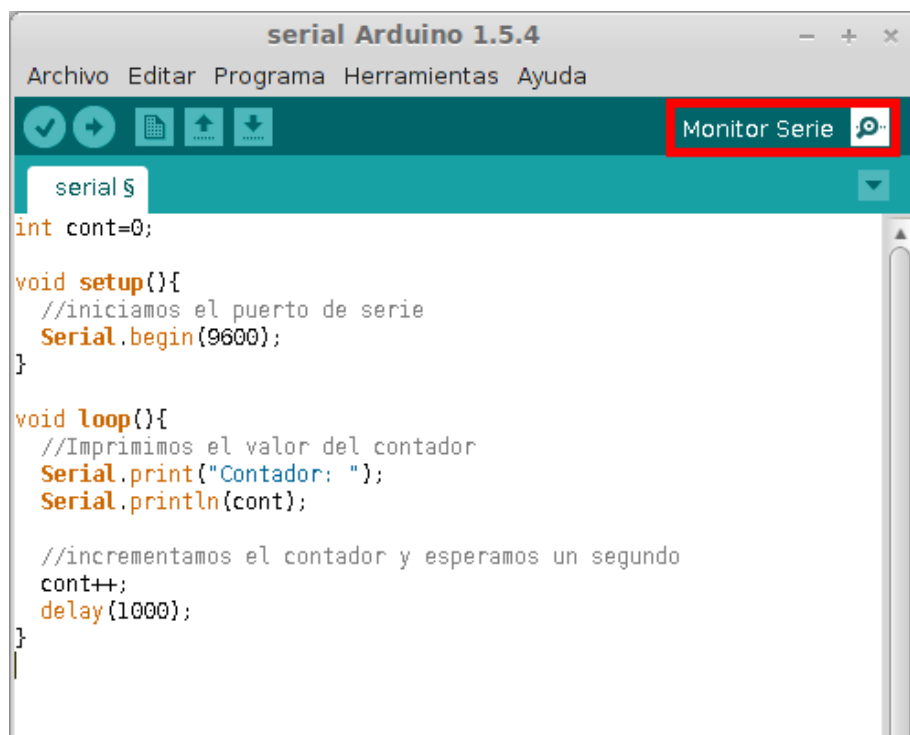 serial Arduino 1.5.4
Archivo Editar Programa Herramientas Ayuda
Monitor Serie
serial §
int cont=0;
void setup(){
//iniciamos el puerto de serie
Serial.begin(9600);
}
void loop(){
//Imprimimos el valor del contador
Serial.print("Contador: ");
Serial.println(cont);
//incrementamos el contador y esperamos un segundo
cont++;
delay(1000);
}